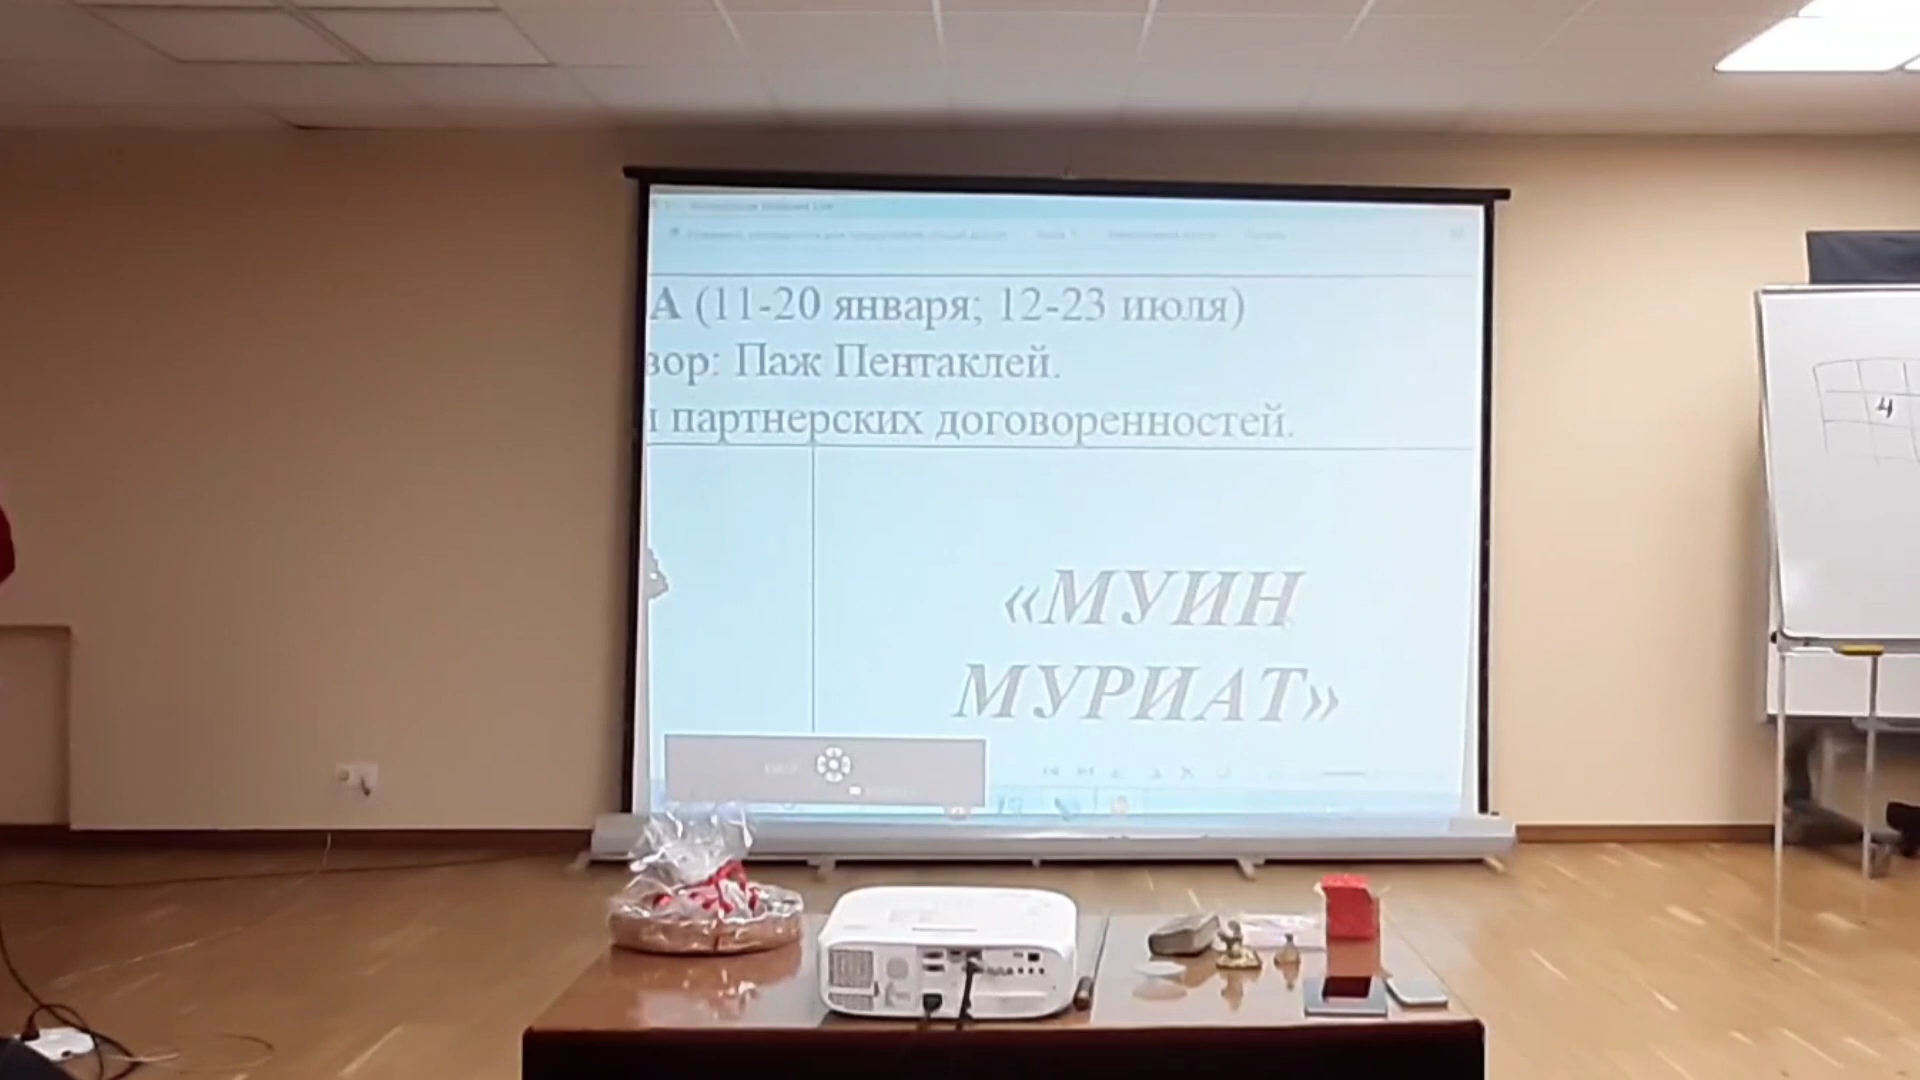 А (11-20 января; 12-23 июля)
вор: Паж Пентаклей.
и партнерских договоренностей.
«МУИН
МУРИАТ»
4